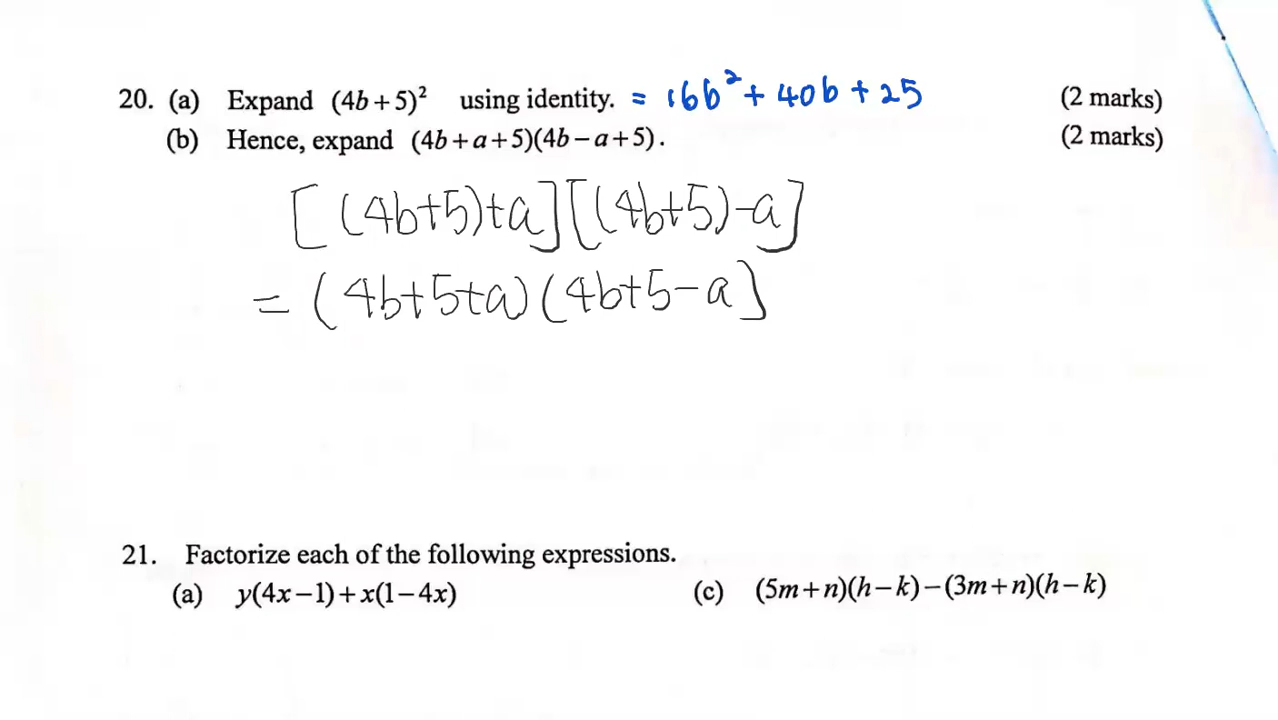 20. (a) Expand (4b+5)² using identity. = 16b² + 40b + 25 (2 marks)
(b) Hence, expand (4b+a+5)(4b−a+5). (2 marks)
[(4b+5)+a][(4b+5)-a]
= (4b+5+a)(4b+5-a]
21. Factorize each of the following expressions.
(a) y(4x−1)+x(1−4x) (c) (5m+n)(h−k)−(3m+n)(h−k)